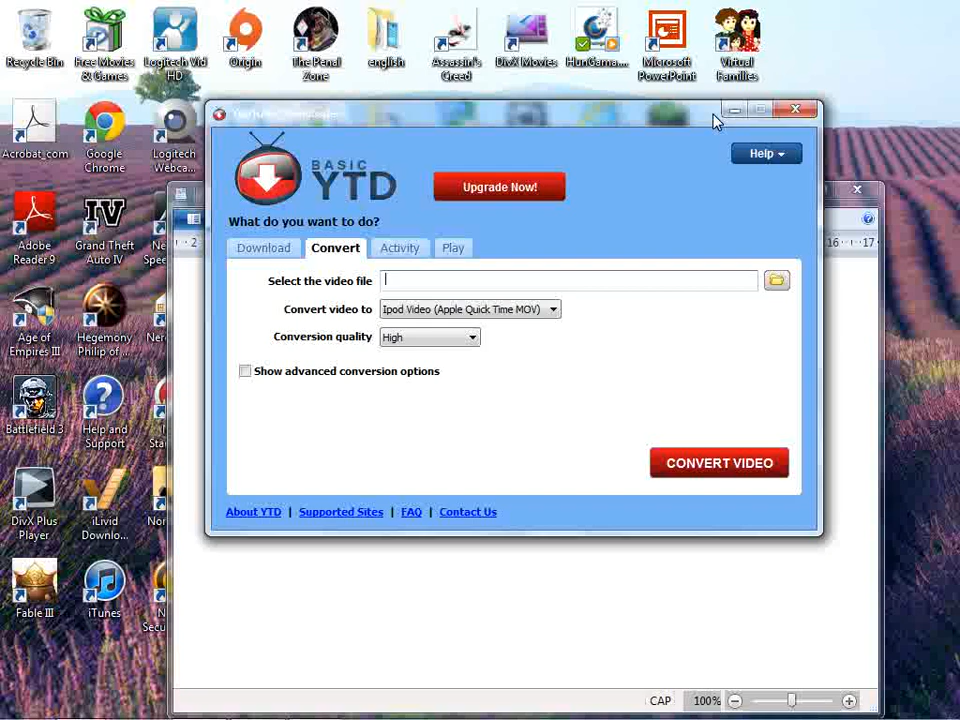 Recycle Bin
Free Movies & Games
Logitech Vid HD
Origin
The Penal Zone
english
Assassin's Creed
DivX Movies
HunGama....
Microsoft PowerPoint
Virtual Families
Acrobat_com
Google Chrome
Logitech Webca...
BASIC
YTD
Upgrade Now!
Help
What do you want to do?
Download Convert Activity Play
2
16 17
Adobe Reader 9
Grand Theft Auto IV
Select the video file
Convert video to Ipod Video (Apple Quick Time MOV)
Conversion quality High
Show advanced conversion options
Age of Empires III
Hegemony Philip of ...
CONVERT VIDEO
Battlefield 3
Help and Support
About YTD | Supported Sites | FAQ | Contact Us
DivX Plus Player
iLivid Downlo...
Fable III
iTunes
CAP 100%